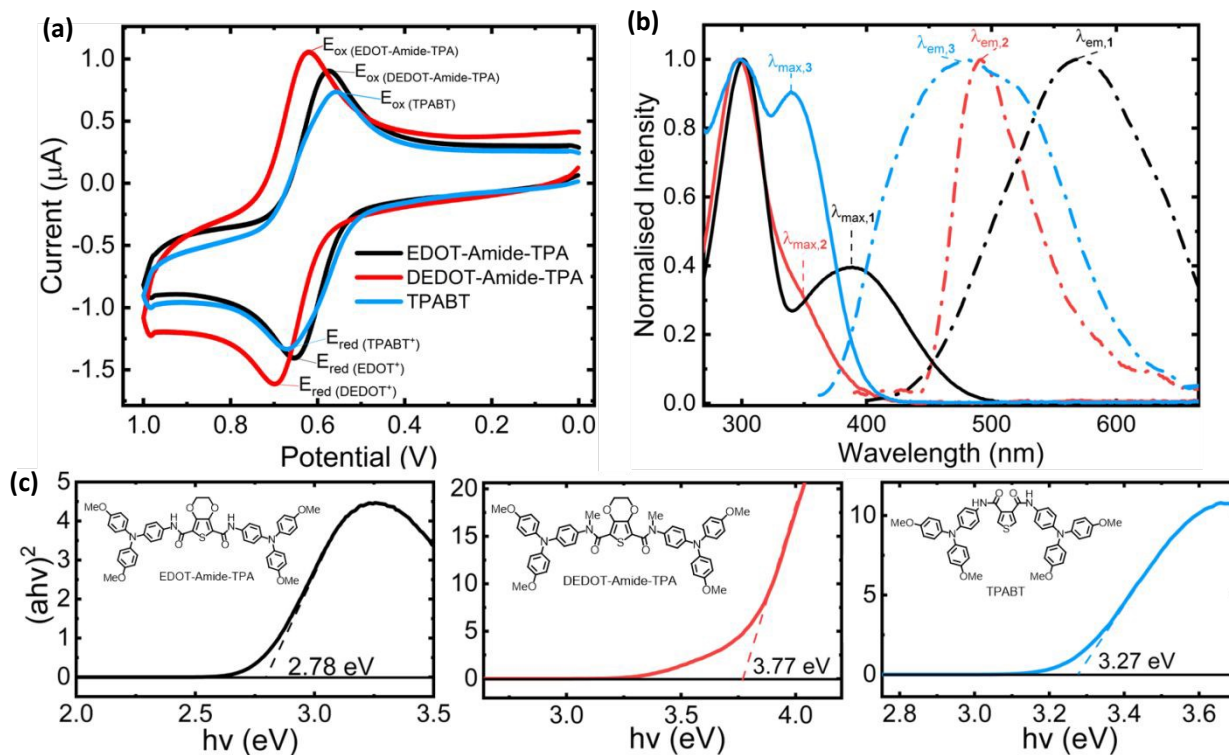 (a)
E_ox (EDOT-Amide-TPA)
E_ox (DEDOT-Amide-TPA)
E_ox (TPABT)
EDOT-Amide-TPA
DEDOT-Amide-TPA
TPABT
E_red (TPABT⁺)
E_red (EDOT⁺)
E_red (DEDOT⁺)
Current (µA)
1.0
0.5
0.0
-0.5
-1.0
-1.5
1.0 0.8 0.6 0.4 0.2 0.0
Potential (V)
(b)
λem,3 λem,2 λem,1
λmax,3
λmax,1
λmax,2
Normalised Intensity
1.0
0.8
0.6
0.4
0.2
0.0
300 400 500 600
Wavelength (nm)
(c)
(ahv)²
5
4
3
2
1
0
MeO
N
MeO
H
N
O
O
O
S
O
H
N
OMe
N
OMe
EDOT-Amide-TPA
2.78 eV
2.0 2.5 3.0 3.5
hv (eV)
20
15
10
5
0
MeO
N
MeO
Me
N
O
O
O
S
O
Me
N
OMe
N
OMe
DEDOT-Amide-TPA
3.77 eV
3.0 3.5 4.0
hv (eV)
10
5
0
H
N
O
O
H
N
S
MeO
N
MeO
OMe
N
OMe
TPABT
3.27 eV
2.8 3.0 3.2 3.4 3.6
hv (eV)